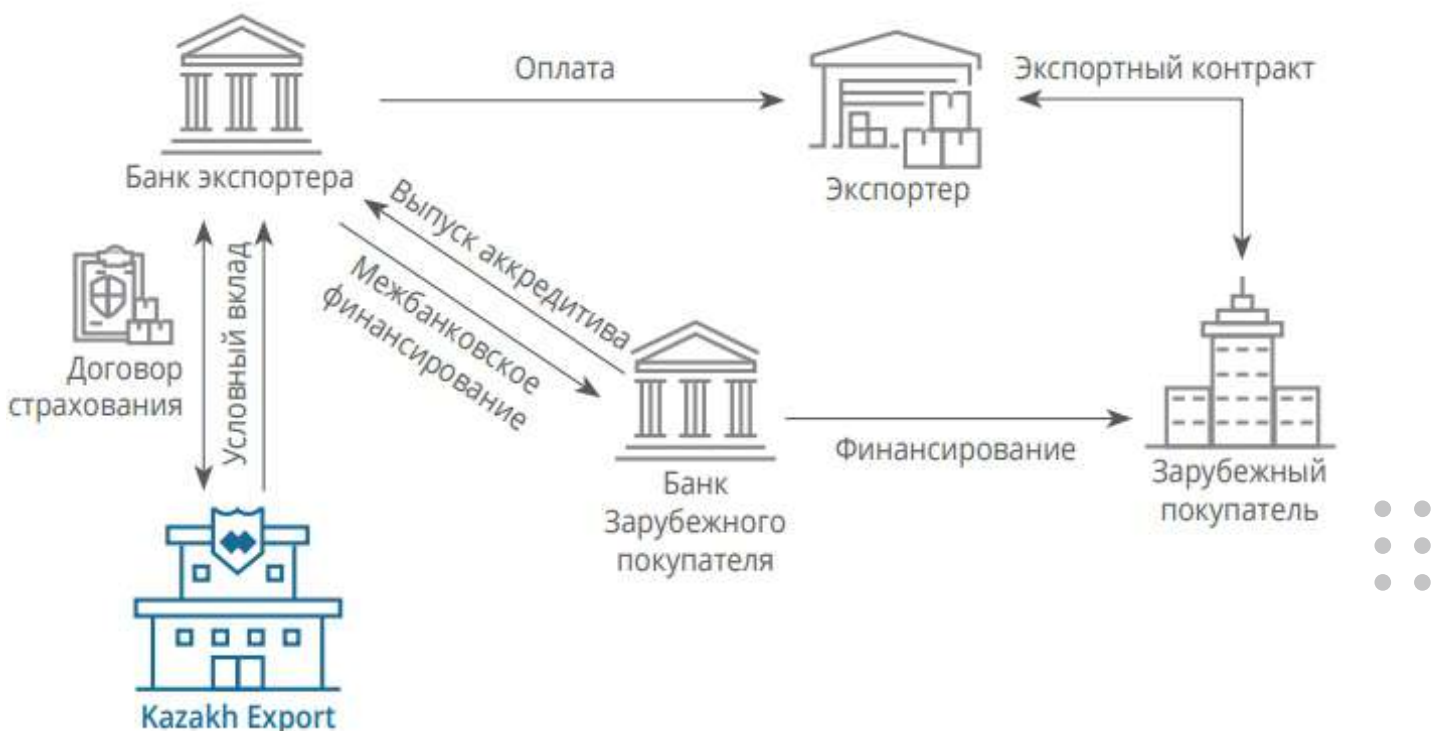 Оплата
Экспортный контракт
Банк экспортера
Экспортер
Выпуск аккредитива
Межбанковское
финансирование
Договор
страхования
Условный вклад
Финансирование
Банк
Зарубежного
покупателя
Зарубежный
покупатель
Kazakh Export